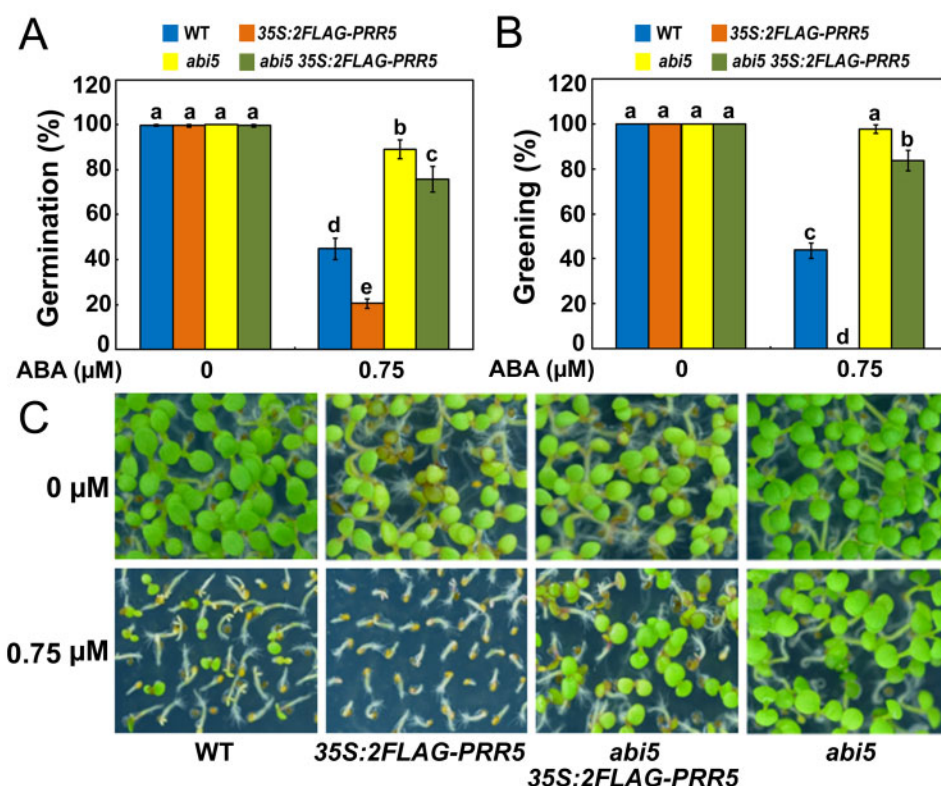 A
WT 35S:2FLAG-PRR5
abi5 abi5 35S:2FLAG-PRR5
Germination (%)
120
100
80
60
40
20
0
a a a a
d
e
b
c
ABA (µM) 0 0.75
B
WT 35S:2FLAG-PRR5
abi5 abi5 35S:2FLAG-PRR5
Greening (%)
120
100
80
60
40
20
0
a a a a
c
d
a
b
ABA (µM) 0 0.75
C
0 µM
0.75 µM
WT 35S:2FLAG-PRR5 abi5 abi5
35S:2FLAG-PRR5